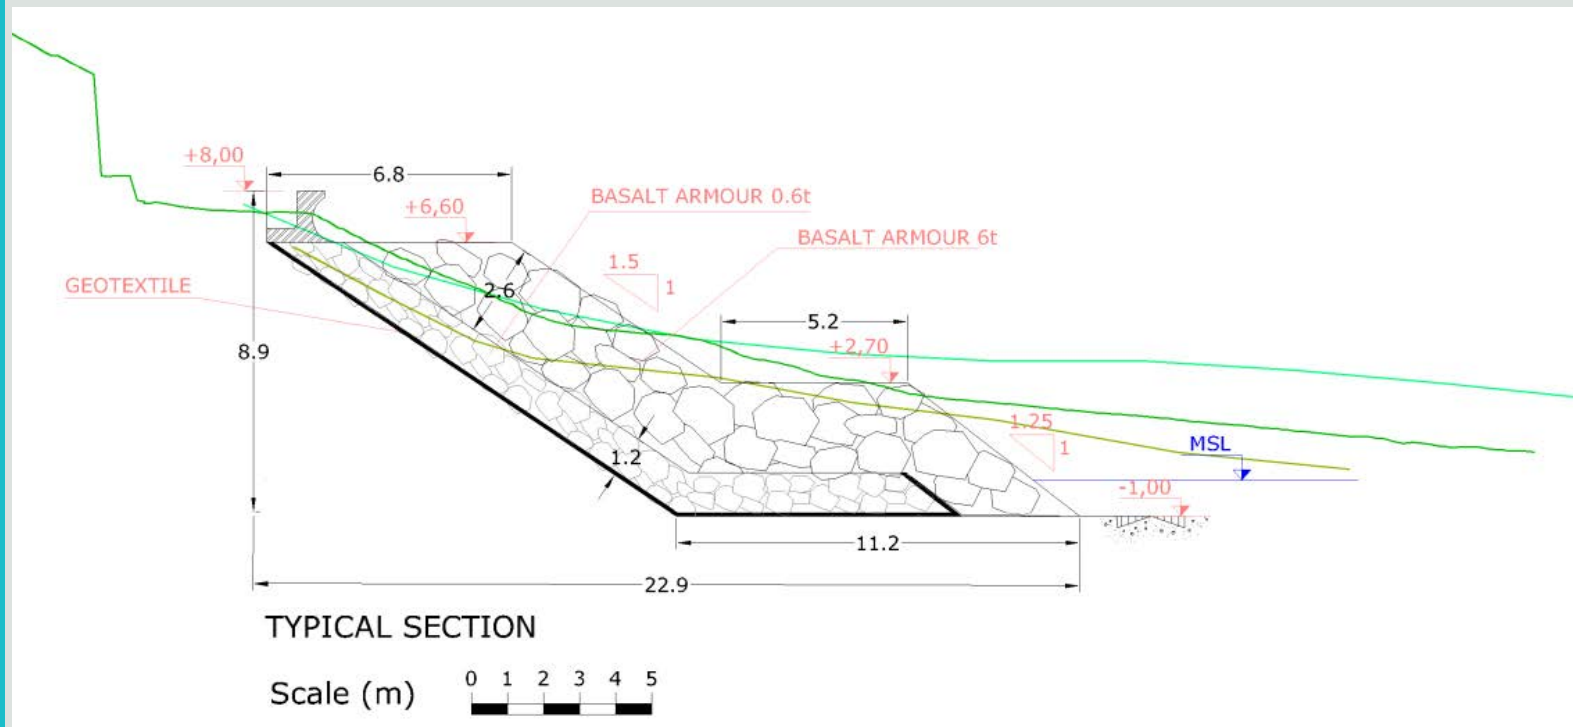 +8,00
6.8
BASALT ARMOUR 0.6t
+6,60
BASALT ARMOUR 6t
1.5
1
GEOTEXTILE
2.6
5.2
8.9
+2,70
1.25
1
MSL
1.2
-1,00
11.2
22.9
TYPICAL SECTION
0 1 2 3 4 5
Scale (m)